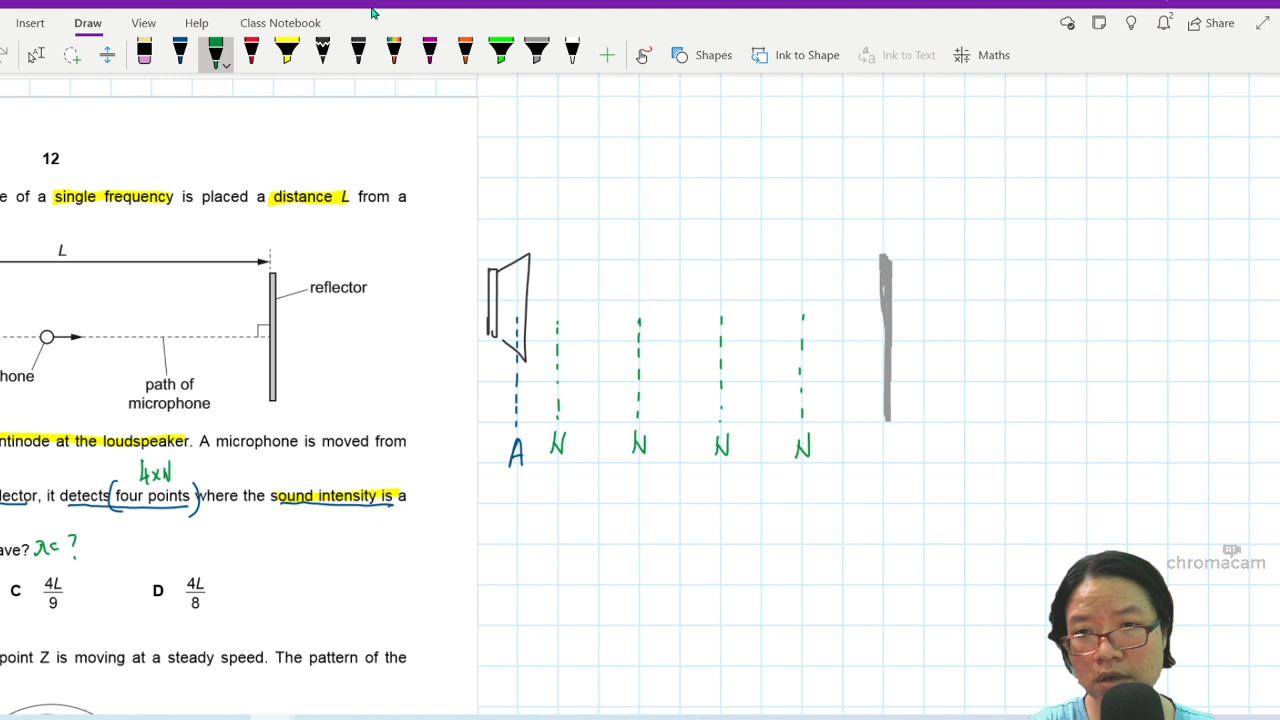 Insert Draw View Help Class Notebook 2 Share
Shapes Ink to Shape Ink to Text Maths
12
e of a single frequency is placed a distance L from a
L
reflector
phone
path of
microphone
ntinode at the loudspeaker. A microphone is moved from
4xN
lector, it detects (four points) where the sound intensity is a
ave? λ= ?
C 4L/9 D 4L/8
point Z is moving at a steady speed. The pattern of the
A N N N N
chromacam